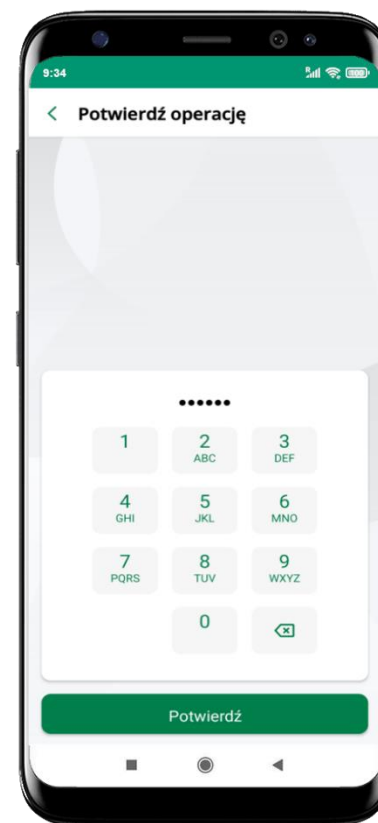 9:34
Potwierdź operację
••••••
1 2 3
ABC DEF
4 5 6
GHI JKL MNO
7 8 9
PQRS TUV WXYZ
0
Potwierdź